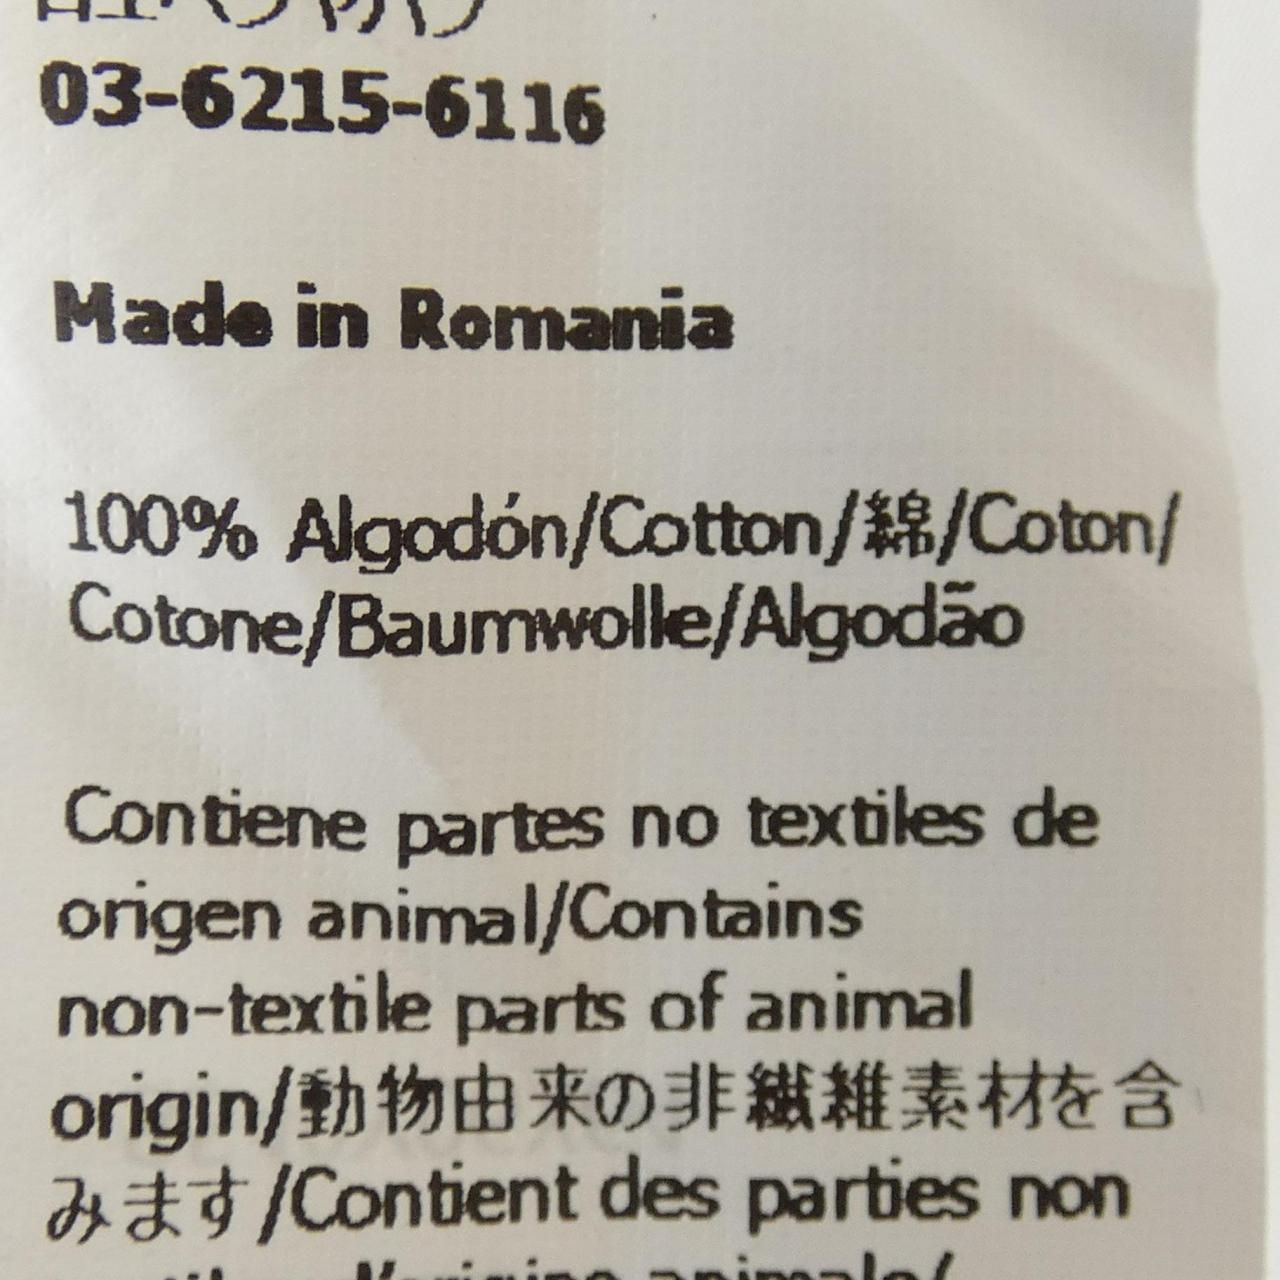 03-6215-6116
Made in Romania
100% Algodón/Cotton/綿/Coton/
Cotone/Baumwolle/Algodão
Contiene partes no textiles de
origen animal/Contains
non-textile parts of animal
origin/動物由来の非繊維素材を含
みます/Contient des parties non
d'origine animale/